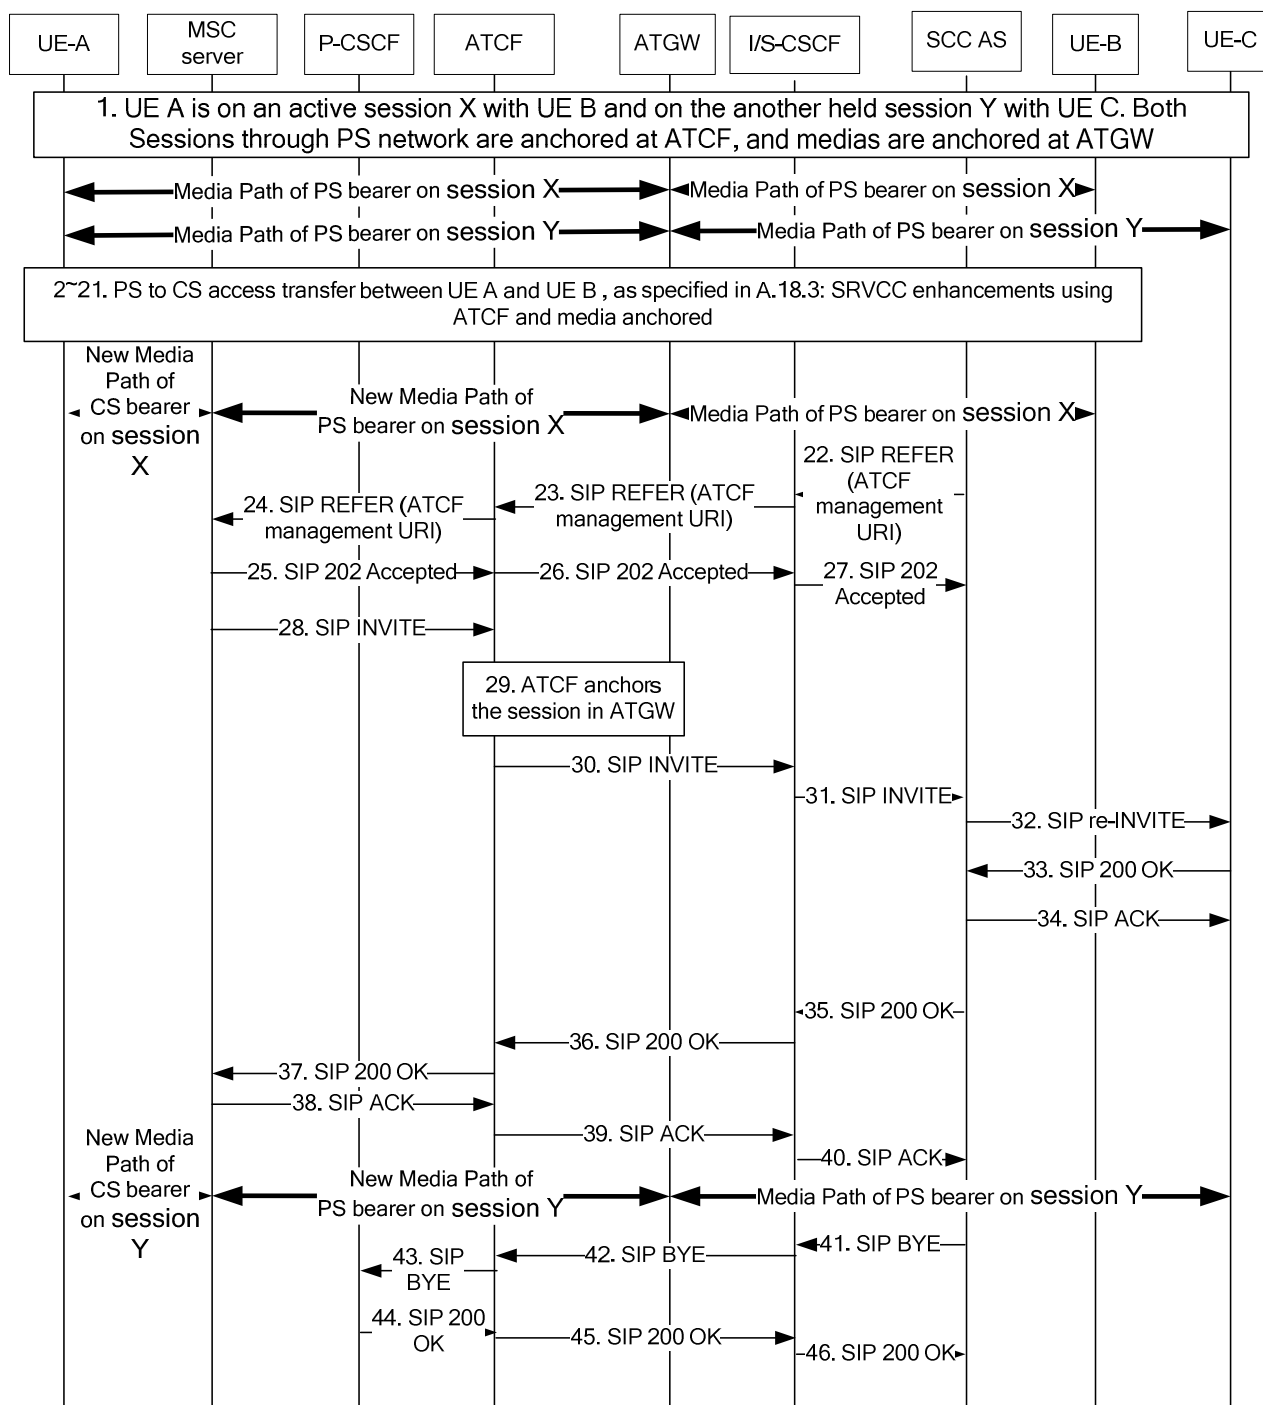 UE-A
MSC
server
P-CSCF
ATCF
ATGW
I/S-CSCF
SCC AS
UE-B
UE-C
1. UE A is on an active session X with UE B and on the another held session Y with UE C. Both
Sessions through PS network are anchored at ATCF, and medias are anchored at ATGW
Media Path of PS bearer on session X
Media Path of PS bearer on session X
Media Path of PS bearer on session Y
Media Path of PS bearer on session Y
2~21. PS to CS access transfer between UE A and UE B , as specified in A.18.3: SRVCC enhancements using
ATCF and media anchored
New Media
Path of
CS bearer
on session
X
New Media Path of
PS bearer on session X
Media Path of PS bearer on session X
22. SIP REFER
(ATCF
management
URI)
23. SIP REFER (ATCF
management URI)
24. SIP REFER (ATCF
management URI)
25. SIP 202 Accepted
26. SIP 202 Accepted
27. SIP 202
Accepted
28. SIP INVITE
29. ATCF anchors
the session in ATGW
30. SIP INVITE
31. SIP INVITE
32. SIP re-INVITE
33. SIP 200 OK
34. SIP ACK
35. SIP 200 OK
36. SIP 200 OK
37. SIP 200 OK
38. SIP ACK
39. SIP ACK
40. SIP ACK
New Media
Path of
CS bearer
on session
Y
New Media Path of
PS bearer on session Y
Media Path of PS bearer on session Y
41. SIP BYE
42. SIP BYE
43. SIP
BYE
44. SIP 200
OK
45. SIP 200 OK
46. SIP 200 OK